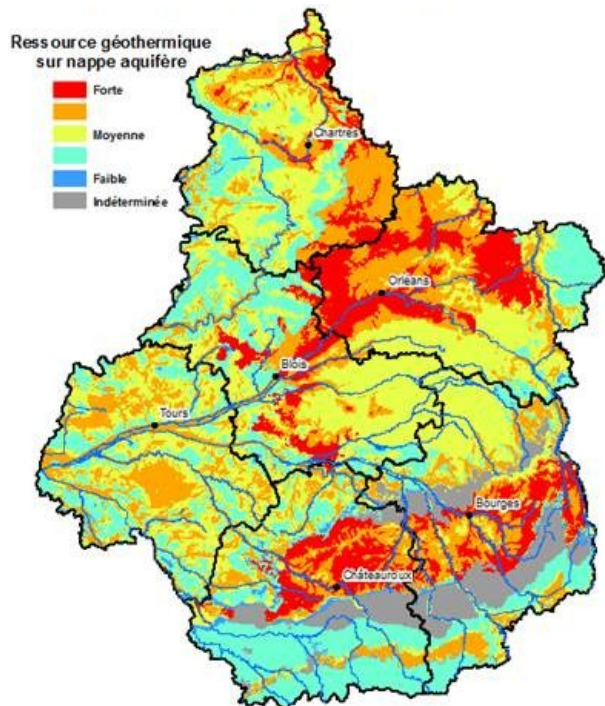 Ressource géothermique
sur nappe aquifère
Forte
Moyenne
Faible
Indéterminée
Chartres
Orléans
Blois
Tours
Bourges
Châteauroux